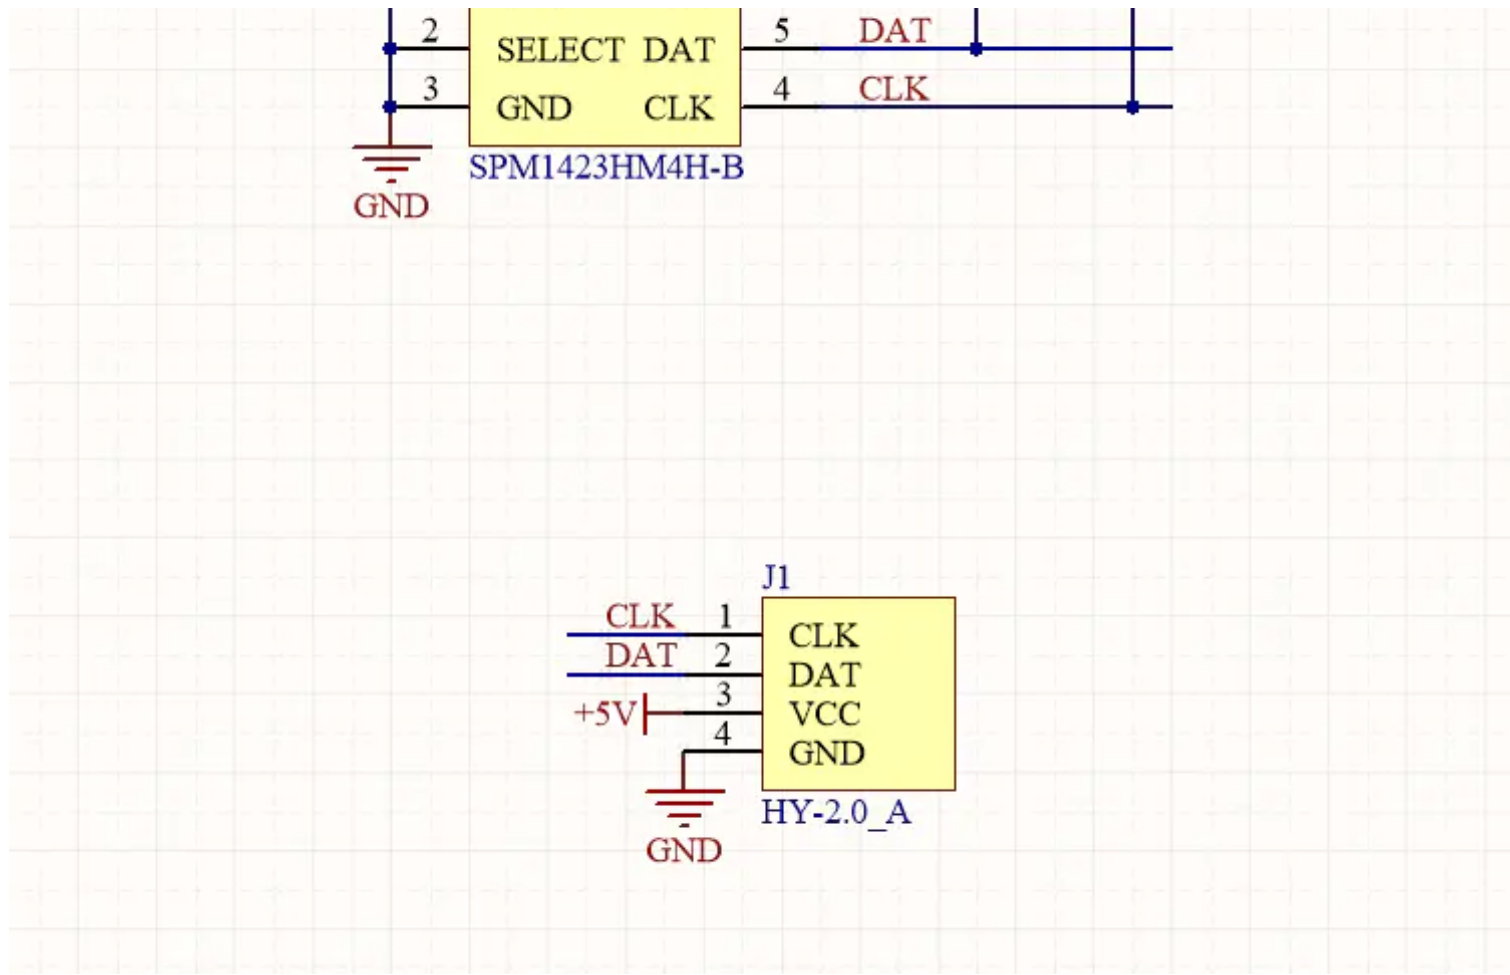 2 SELECT DAT 5 DAT
3 GND CLK 4 CLK
SPM1423HM4H-B
GND
J1
CLK 1 CLK
DAT 2 DAT
+5V 3 VCC
4 GND
HY-2.0_A
GND